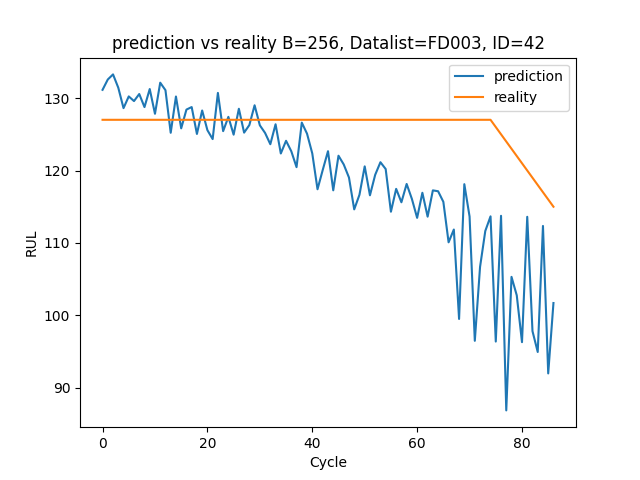 prediction vs reality B=256, Datalist=FD003, ID=42
prediction
reality
130
120
110
100
90
RUL
0 20 40 60 80
Cycle